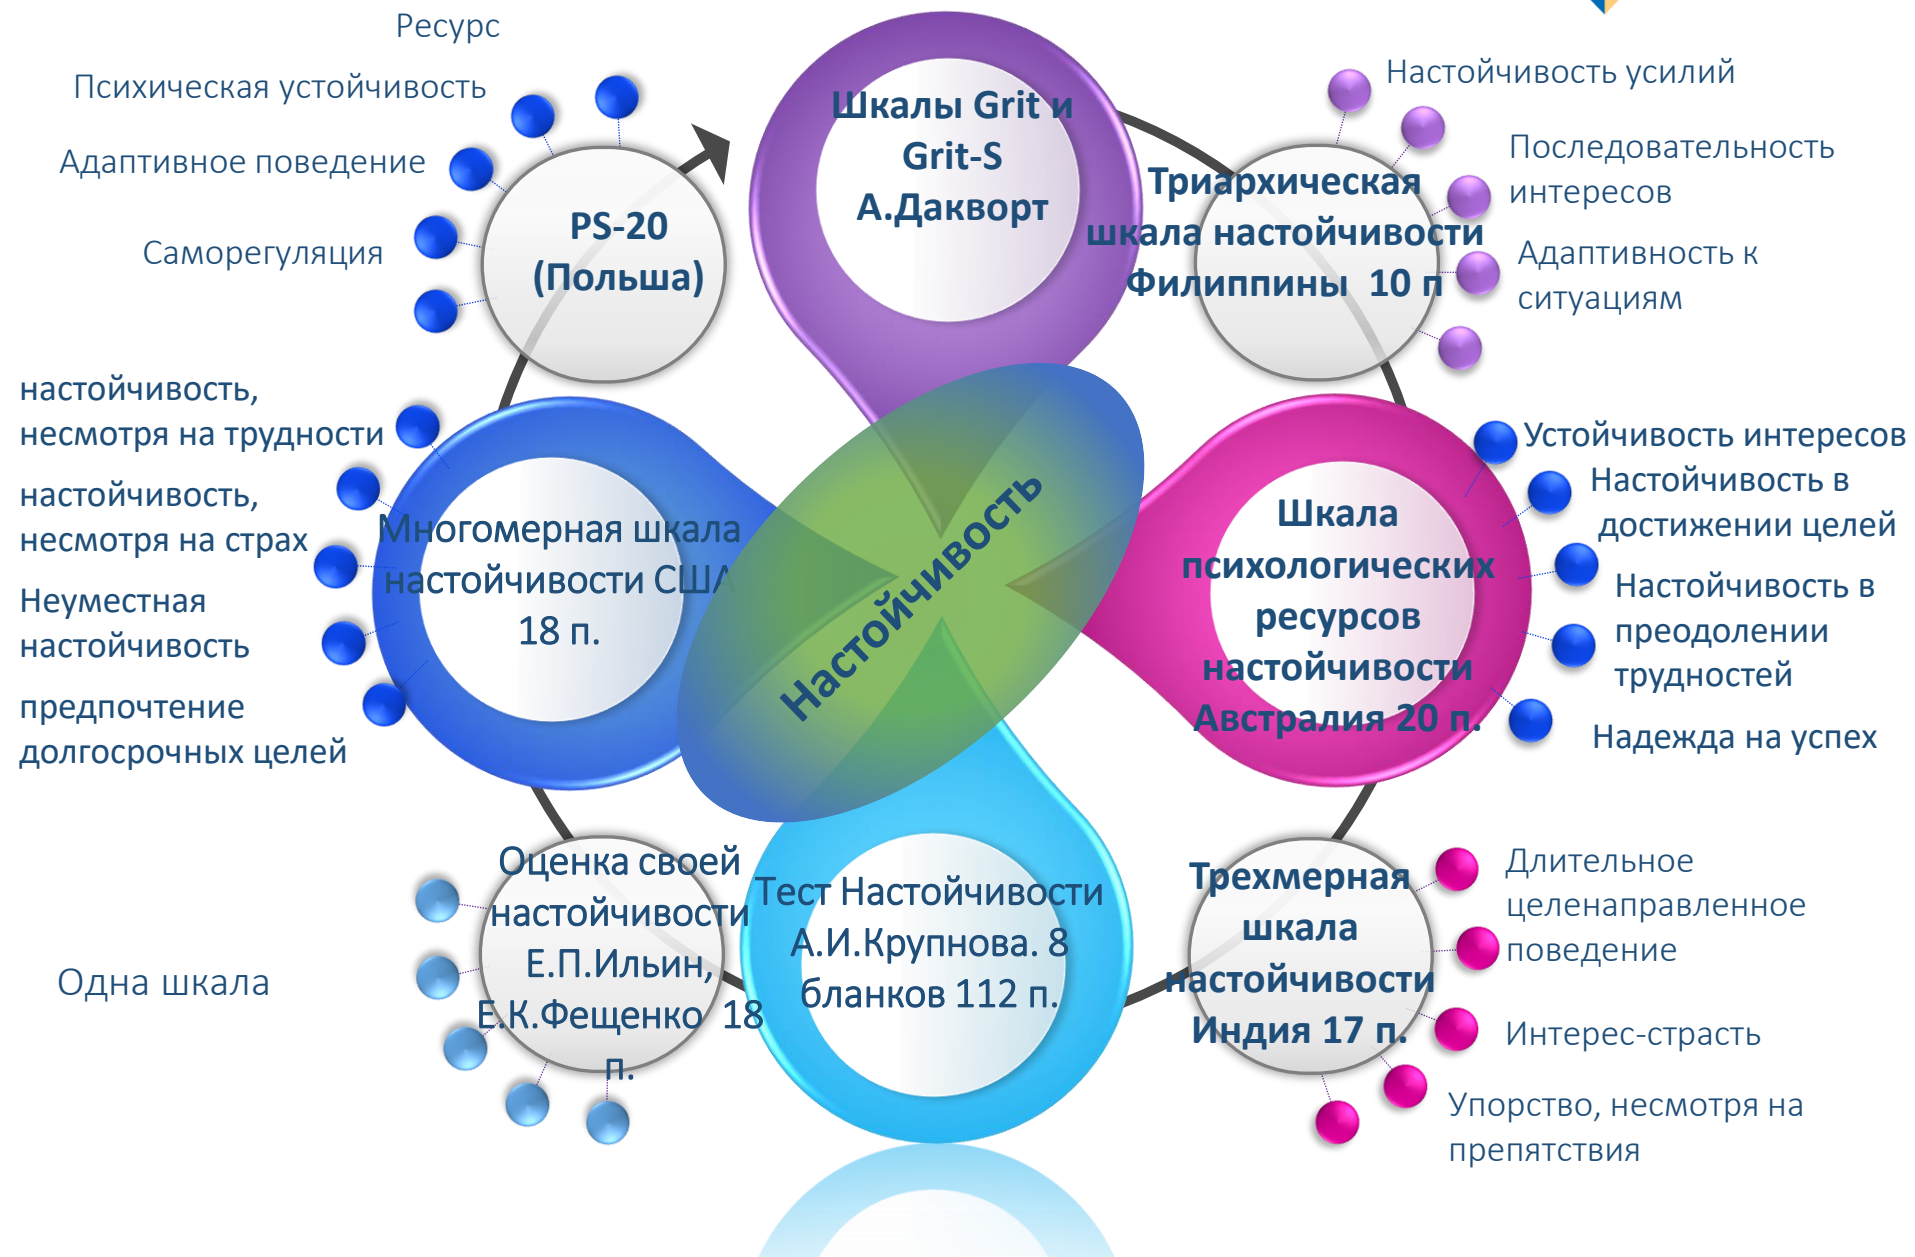 Ресурс
Психическая устойчивость
Адаптивное поведение
Саморегуляция
PS-20
(Польша)
Шкалы Grit и
Grit-S
А.Дакворт
Триархическая
шкала настойчивости
Филиппины 10 п
Настойчивость усилий
Последовательность
интересов
Адаптивность к
ситуациям
настойчивость,
несмотря на трудности
настойчивость,
несмотря на страх
Неуместная
настойчивость
предпочтение
долгосрочных целей
Многомерная шкала
настойчивости США
18 п.
Настойчивость
Шкала
психологических
ресурсов
настойчивости
Австралия 20 п.
Устойчивость интересов
Настойчивость в
достижении целей
Настойчивость в
преодолении
трудностей
Надежда на успех
Одна шкала
Оценка своей
настойчивости
Е.П.Ильин,
Е.К.Фещенко 18
п.
Тест Настойчивости
А.И.Крупнова. 8
бланков 112 п.
Трехмерная
шкала
настойчивости
Индия 17 п.
Длительное
целенаправленное
поведение
Интерес-страсть
Упорство, несмотря на
препятствия